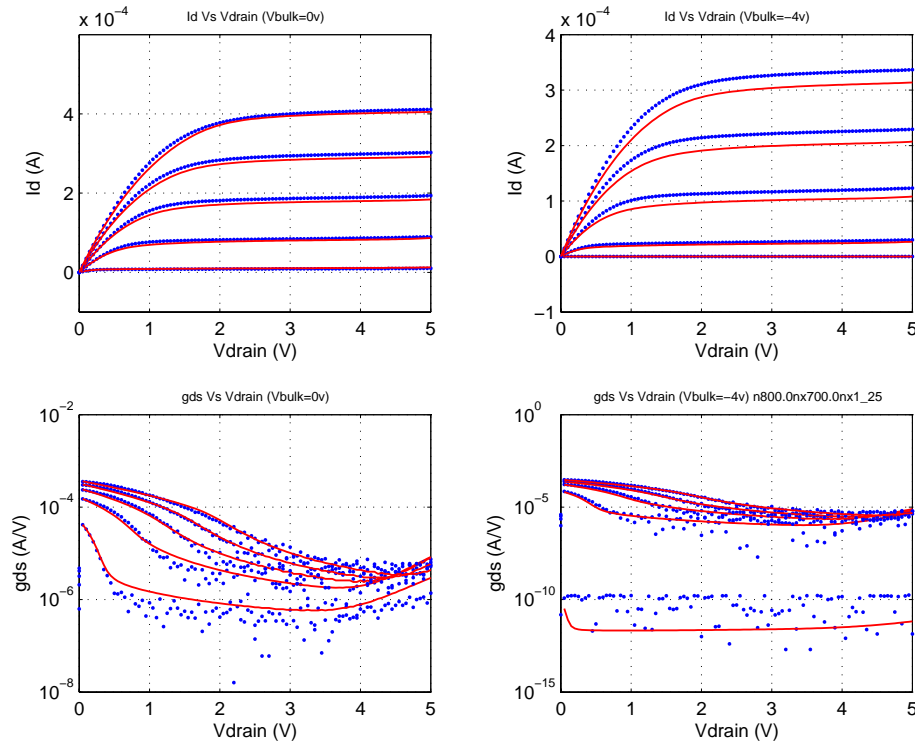 x 10⁻⁴
Id Vs Vdrain (Vbulk=0v)
6
4
2
0
Id (A)
0 1 2 3 4 5
Vdrain (V)
x 10⁻⁴
Id Vs Vdrain (Vbulk=−4v)
4
3
2
1
0
−1
Id (A)
0 1 2 3 4 5
Vdrain (V)
gds Vs Vdrain (Vbulk=0v)
10⁻²
10⁻⁴
10⁻⁶
10⁻⁸
gds (A/V)
0 1 2 3 4 5
Vdrain (V)
gds Vs Vdrain (Vbulk=−4v) n800.0nx700.0nx1_25
10⁰
10⁻⁵
10⁻¹⁰
10⁻¹⁵
gds (A/V)
0 1 2 3 4 5
Vdrain (V)